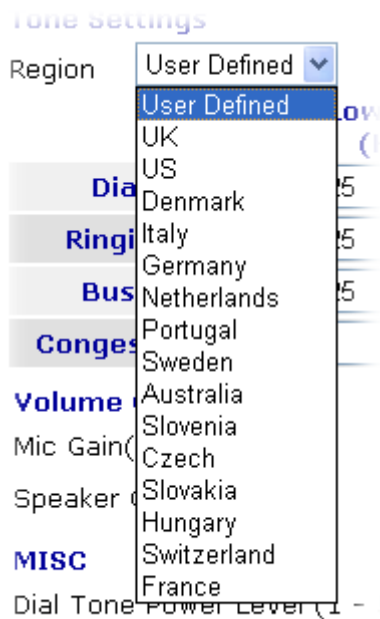 Tone Settings
Region User Defined
User Defined
UK
US
Denmark
Italy
Germany
Netherlands
Portugal
Sweden
Australia
Slovenia
Czech
Slovakia
Hungary
Switzerland
France
Volume
Mic Gain(
Speaker
MISC
Dial Tone Power Level (1 -